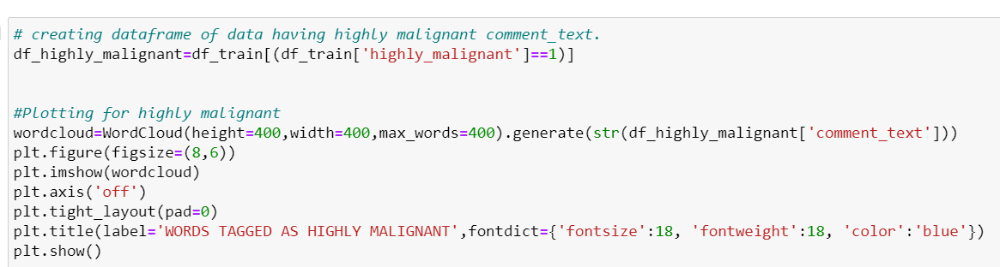 # creating dataframe of data having highly malignant comment_text.
df_highly_malignant=df_train[(df_train['highly_malignant']==1)]
#Plotting for highly malignant
wordcloud=WordCloud(height=400,width=400,max_words=400).generate(str(df_highly_malignant['comment_text']))
plt.figure(figsize=(8,6))
plt.imshow(wordcloud)
plt.axis('off')
plt.tight_layout(pad=0)
plt.title(label='WORDS TAGGED AS HIGHLY MALIGNANT',fontdict={'fontsize':18, 'fontweight':18, 'color':'blue'})
plt.show()